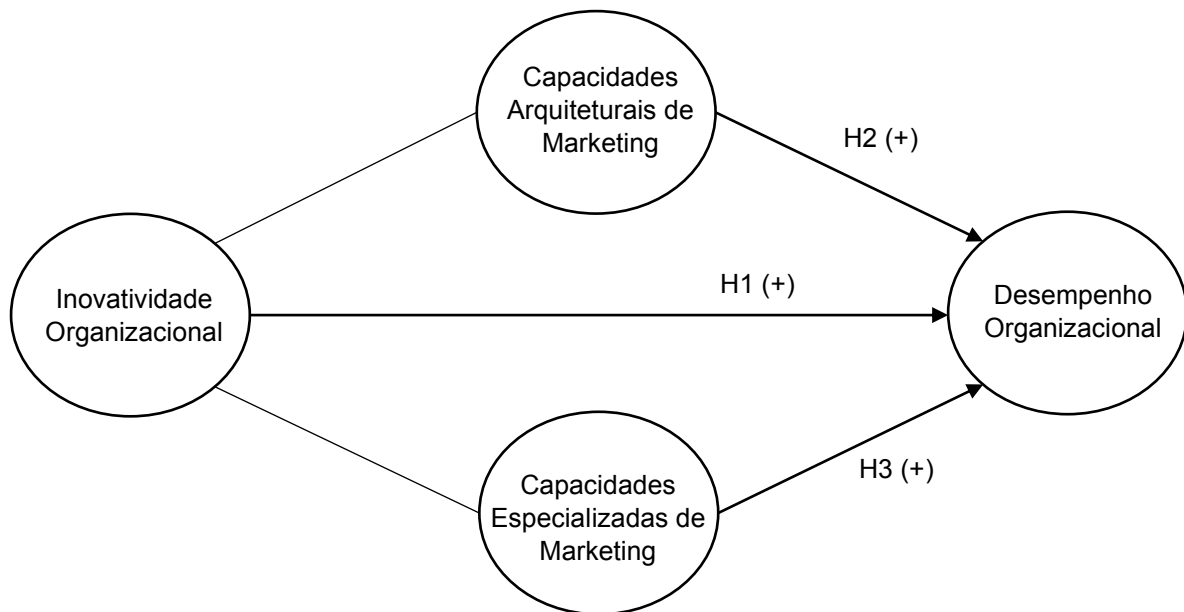 Capacidades
Arquiteturais de
Marketing
H2 (+)
Inovatividade
Organizacional
H1 (+)
Desempenho
Organizacional
H3 (+)
Capacidades
Especializadas de
Marketing